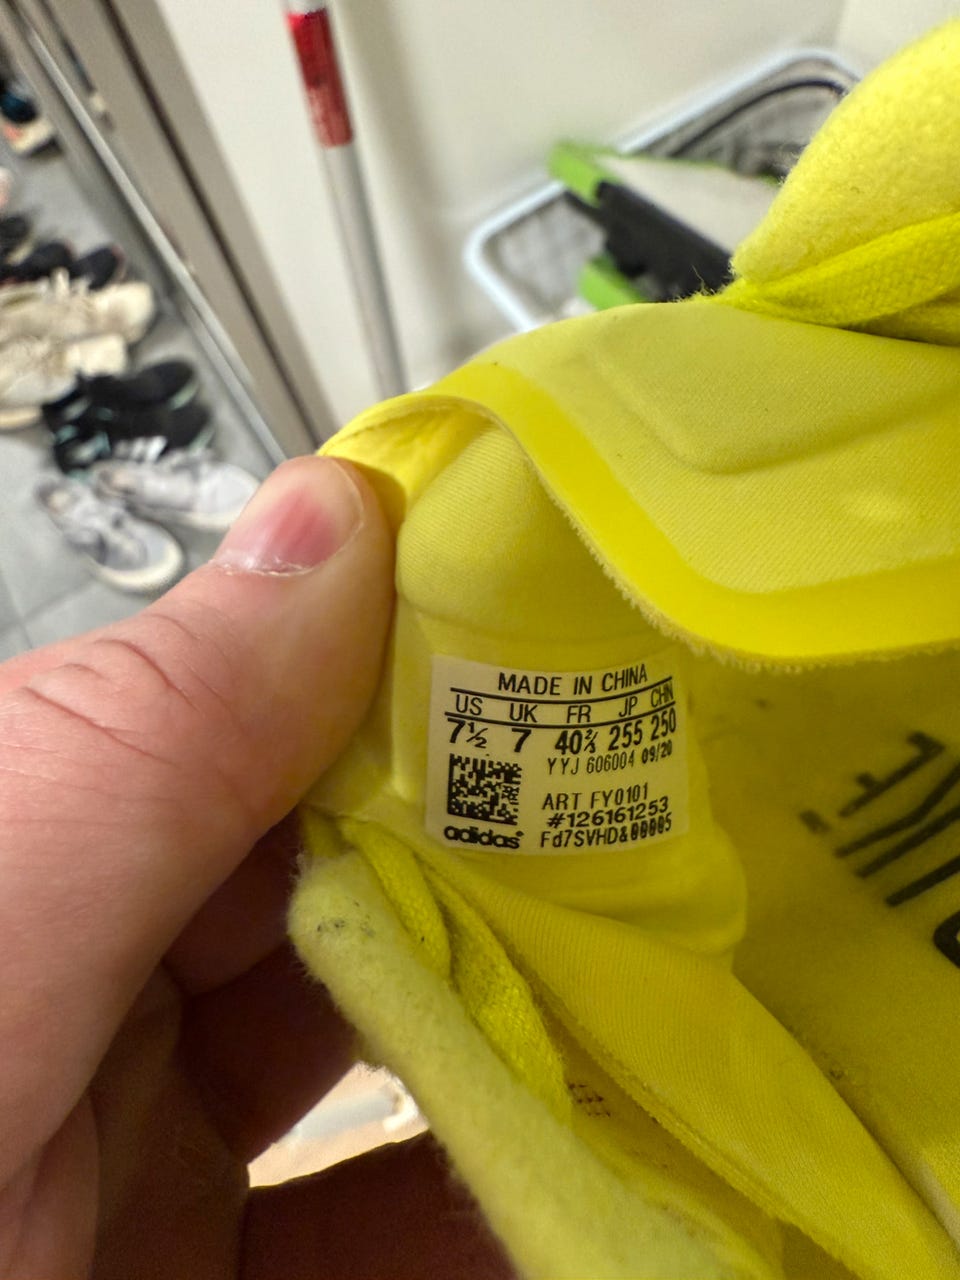 MADE IN CHINA
US UK FR JP CHN
7½ 7 40⅔ 255 250
YYJ 606004 09/20
ART FY0101
#126161253
Fd7SVHD&00005
adidas